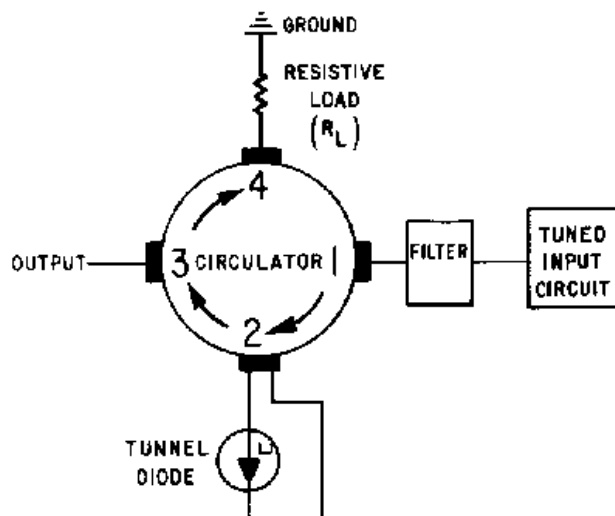 GROUND
RESISTIVE
LOAD
(RL)
4
OUTPUT
3 CIRCULATOR 1
FILTER
TUNED
INPUT
CIRCUIT
2
TUNNEL
DIODE